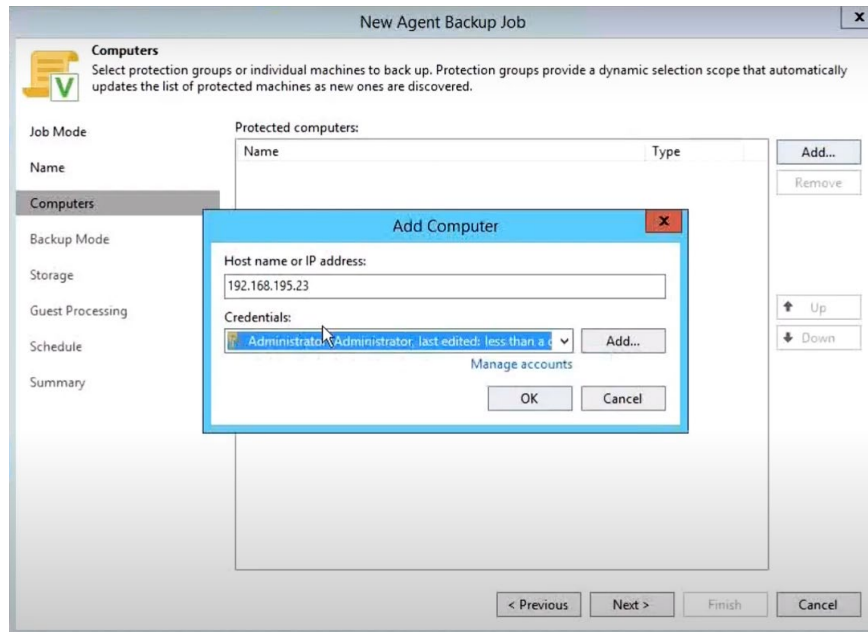 New Agent Backup Job
x
Computers
Select protection groups or individual machines to back up. Protection groups provide a dynamic selection scope that automatically
updates the list of protected machines as new ones are discovered.
V
Job Mode
Name
Computers
Backup Mode
Storage
Guest Processing
Schedule
Summary
Protected computers:
Name Type
Add...
Remove
Up
Down
Add Computer
x
Host name or IP address:
192.168.195.23
Credentials:
Administrator Administrator, last edited: less than a
Add...
Manage accounts
OK Cancel
< Previous Next > Finish Cancel